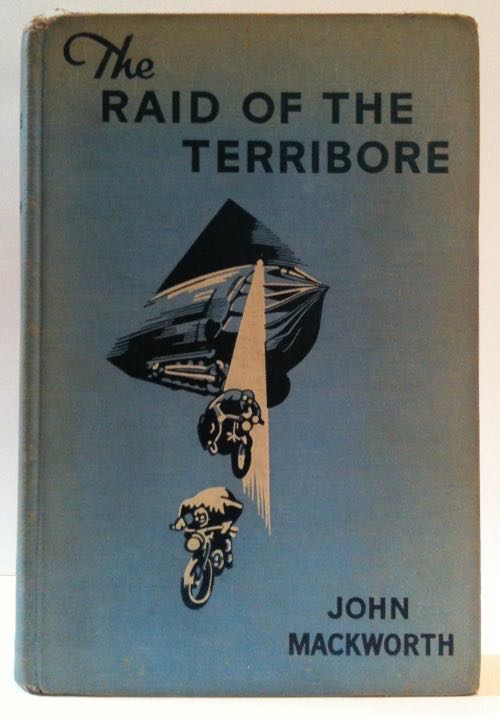 The
RAID OF THE
TERRIBORE
JOHN
MACKWORTH